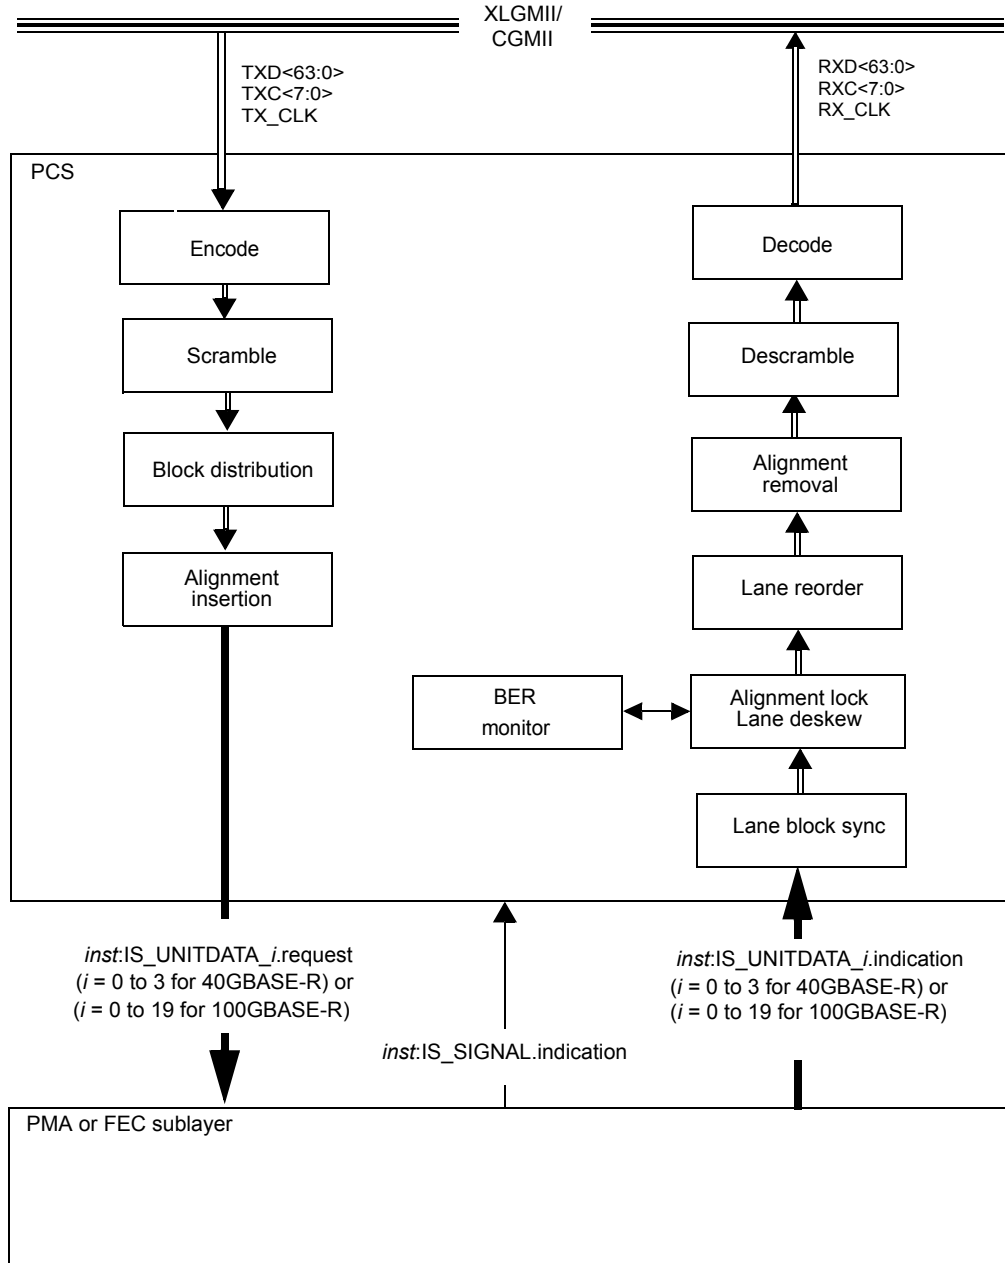 XLGMII/
CGMII
TXD<63:0>
TXC<7:0>
TX_CLK
RXD<63:0>
RXC<7:0>
RX_CLK
PCS
Encode
Scramble
Block distribution
Alignment
insertion
Decode
Descramble
Alignment
removal
Lane reorder
Alignment lock
Lane deskew
BER
monitor
Lane block sync
inst:IS_UNITDATA_i.request
(i = 0 to 3 for 40GBASE-R) or
(i = 0 to 19 for 100GBASE-R)
inst:IS_SIGNAL.indication
inst:IS_UNITDATA_i.indication
(i = 0 to 3 for 40GBASE-R) or
(i = 0 to 19 for 100GBASE-R)
PMA or FEC sublayer